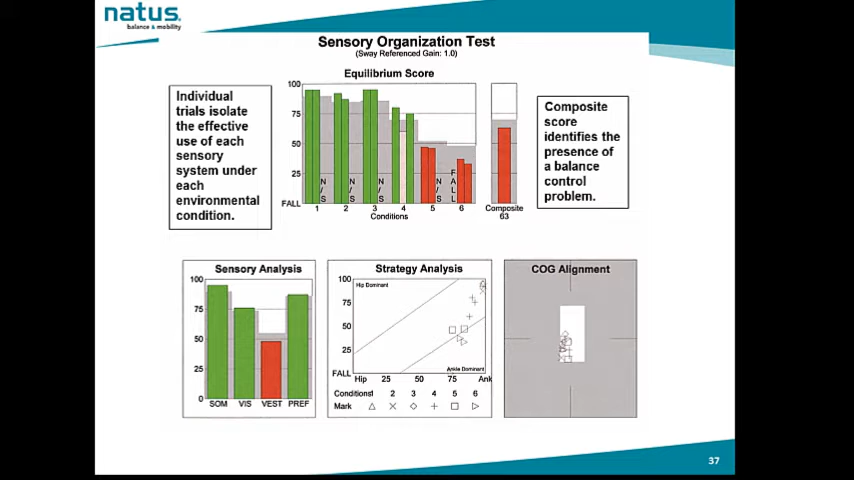 natus.
balance & mobility
Sensory Organization Test
(Sway Referenced Gain: 1.0)
Equilibrium Score
Individual
trials isolate
the effective
use of each
sensory
system under
each
environmental
condition.
100
75
50
25
FALL
N/S
N/S
N/S
N/S
FALL
1 2 3 4 5 6
Conditions
Composite
63
Composite
score
identifies the
presence of
a balance
control
problem.
Sensory Analysis
100
75
50
25
0
SOM VIS VEST PREF
Strategy Analysis
100
75
50
25
FALL
Hip Dominant
Ankle Dominant
Hip 25 50 75 Ank
Conditions1 2 3 4 5 6
Mark
COG Alignment
37